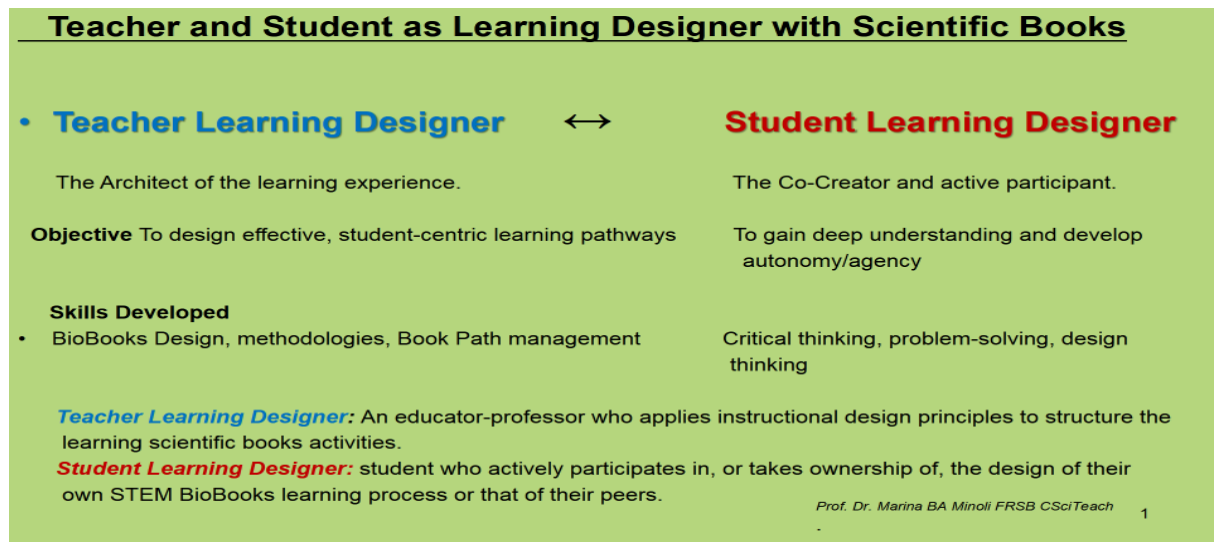 Teacher and Student as Learning Designer with Scientific Books
• Teacher Learning Designer ↔ Student Learning Designer
The Architect of the learning experience. The Co-Creator and active participant.
Objective To design effective, student-centric learning pathways To gain deep understanding and develop
autonomy/agency
Skills Developed
• BioBooks Design, methodologies, Book Path management Critical thinking, problem-solving, design
thinking
Teacher Learning Designer: An educator-professor who applies instructional design principles to structure the
learning scientific books activities.
Student Learning Designer: student who actively participates in, or takes ownership of, the design of their
own STEM BioBooks learning process or that of their peers.
Prof. Dr. Marina BA Minoli FRSB CSciTeach 1
.